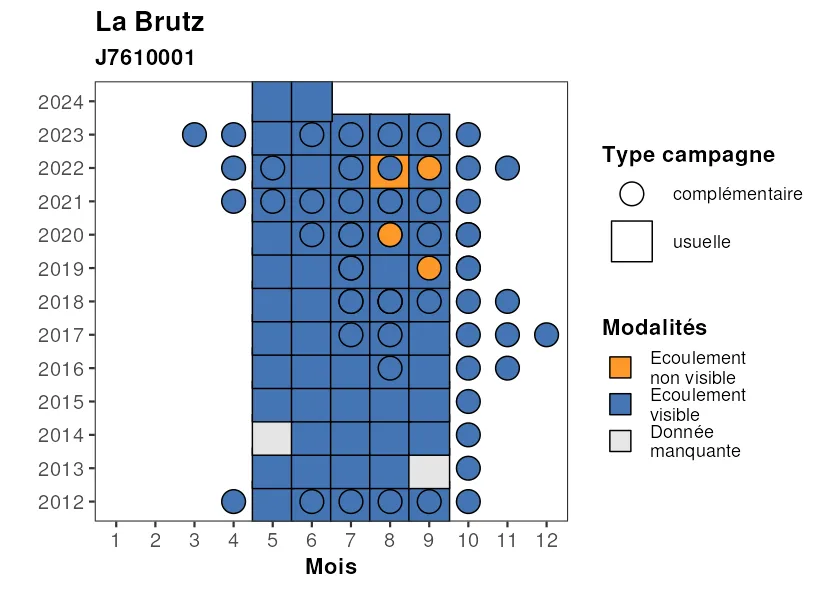 La Brutz
J7610001
2024
2023
2022
2021
2020
2019
2018
2017
2016
2015
2014
2013
2012
1 2 3 4 5 6 7 8 9 10 11 12
Mois
Type campagne
complémentaire
usuelle
Modalités
Ecoulement
non visible
Ecoulement
visible
Donnée
manquante